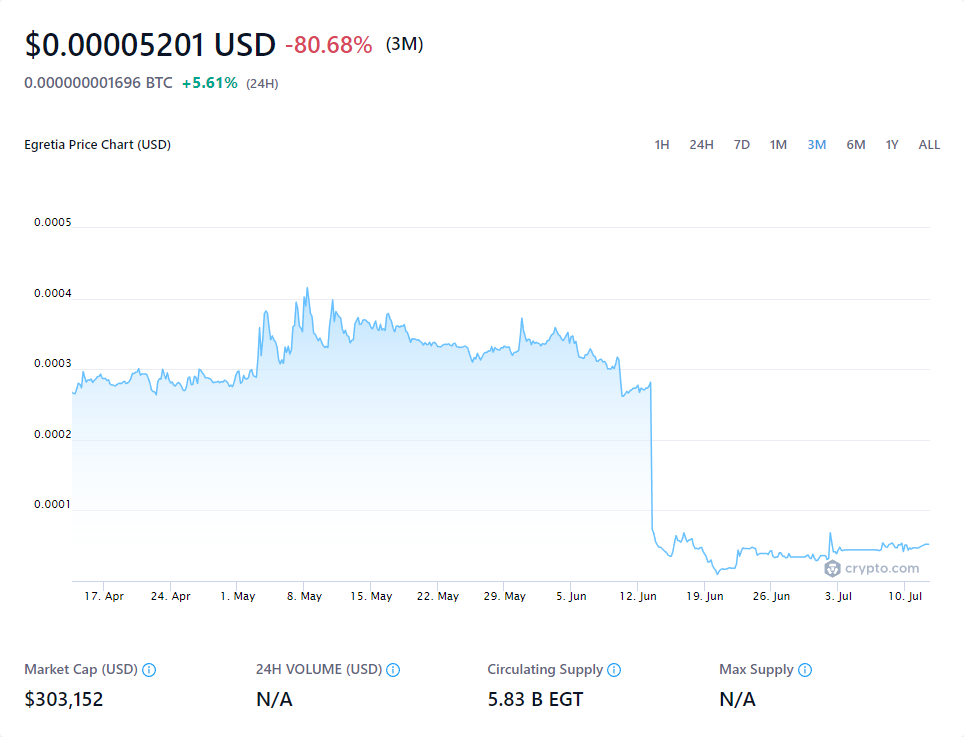 $0.00005201 USD -80.68% (3M)
0.000000001696 BTC +5.61% (24H)
Egretia Price Chart (USD) 1H 24H 7D 1M 3M 6M 1Y ALL
0.0005
0.0004
0.0003
0.0002
0.0001
crypto.com
17. Apr 24. Apr 1. May 8. May 15. May 22. May 29. May 5. Jun 12. Jun 19. Jun 26. Jun 3. Jul 10. Jul
Market Cap (USD) 24H VOLUME (USD) Circulating Supply Max Supply
$303,152 N/A 5.83 B EGT N/A